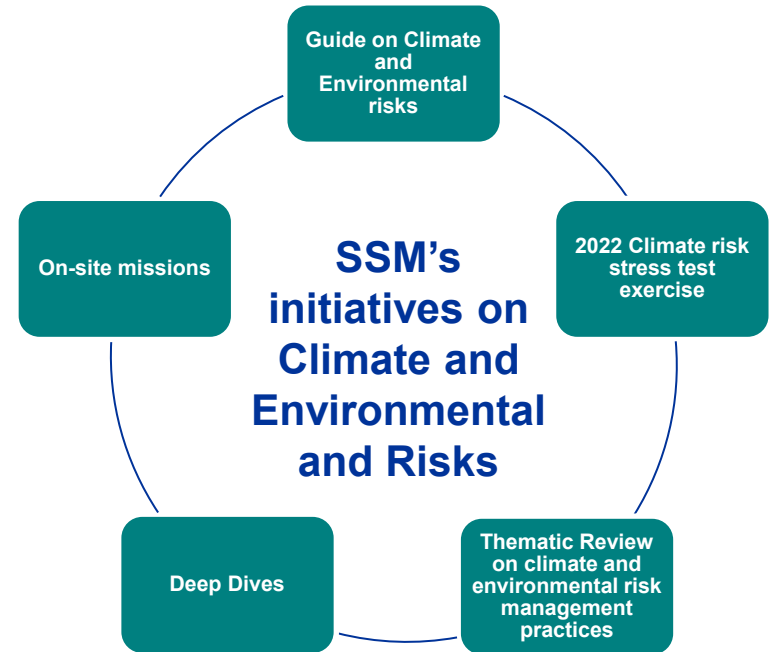 Guide on Climate
and
Environmental
risks
2022 Climate risk
stress test
exercise
Thematic Review
on climate and
environmental risk
management
practices
Deep Dives
On-site missions
SSM's
initiatives on
Climate and
Environmental
and Risks